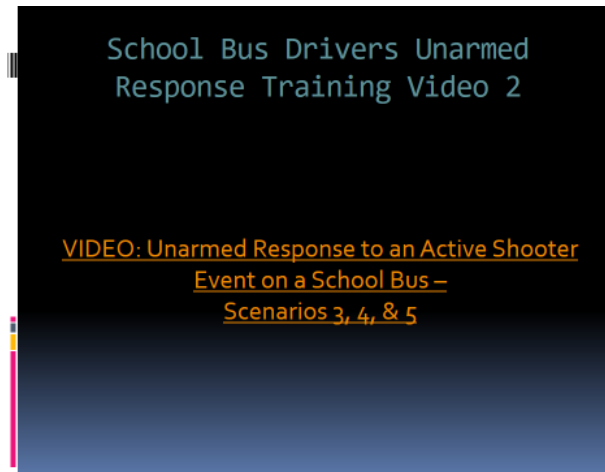 School Bus Drivers Unarmed
Response Training Video 2
VIDEO: Unarmed Response to an Active Shooter
Event on a School Bus –
Scenarios 3, 4, & 5